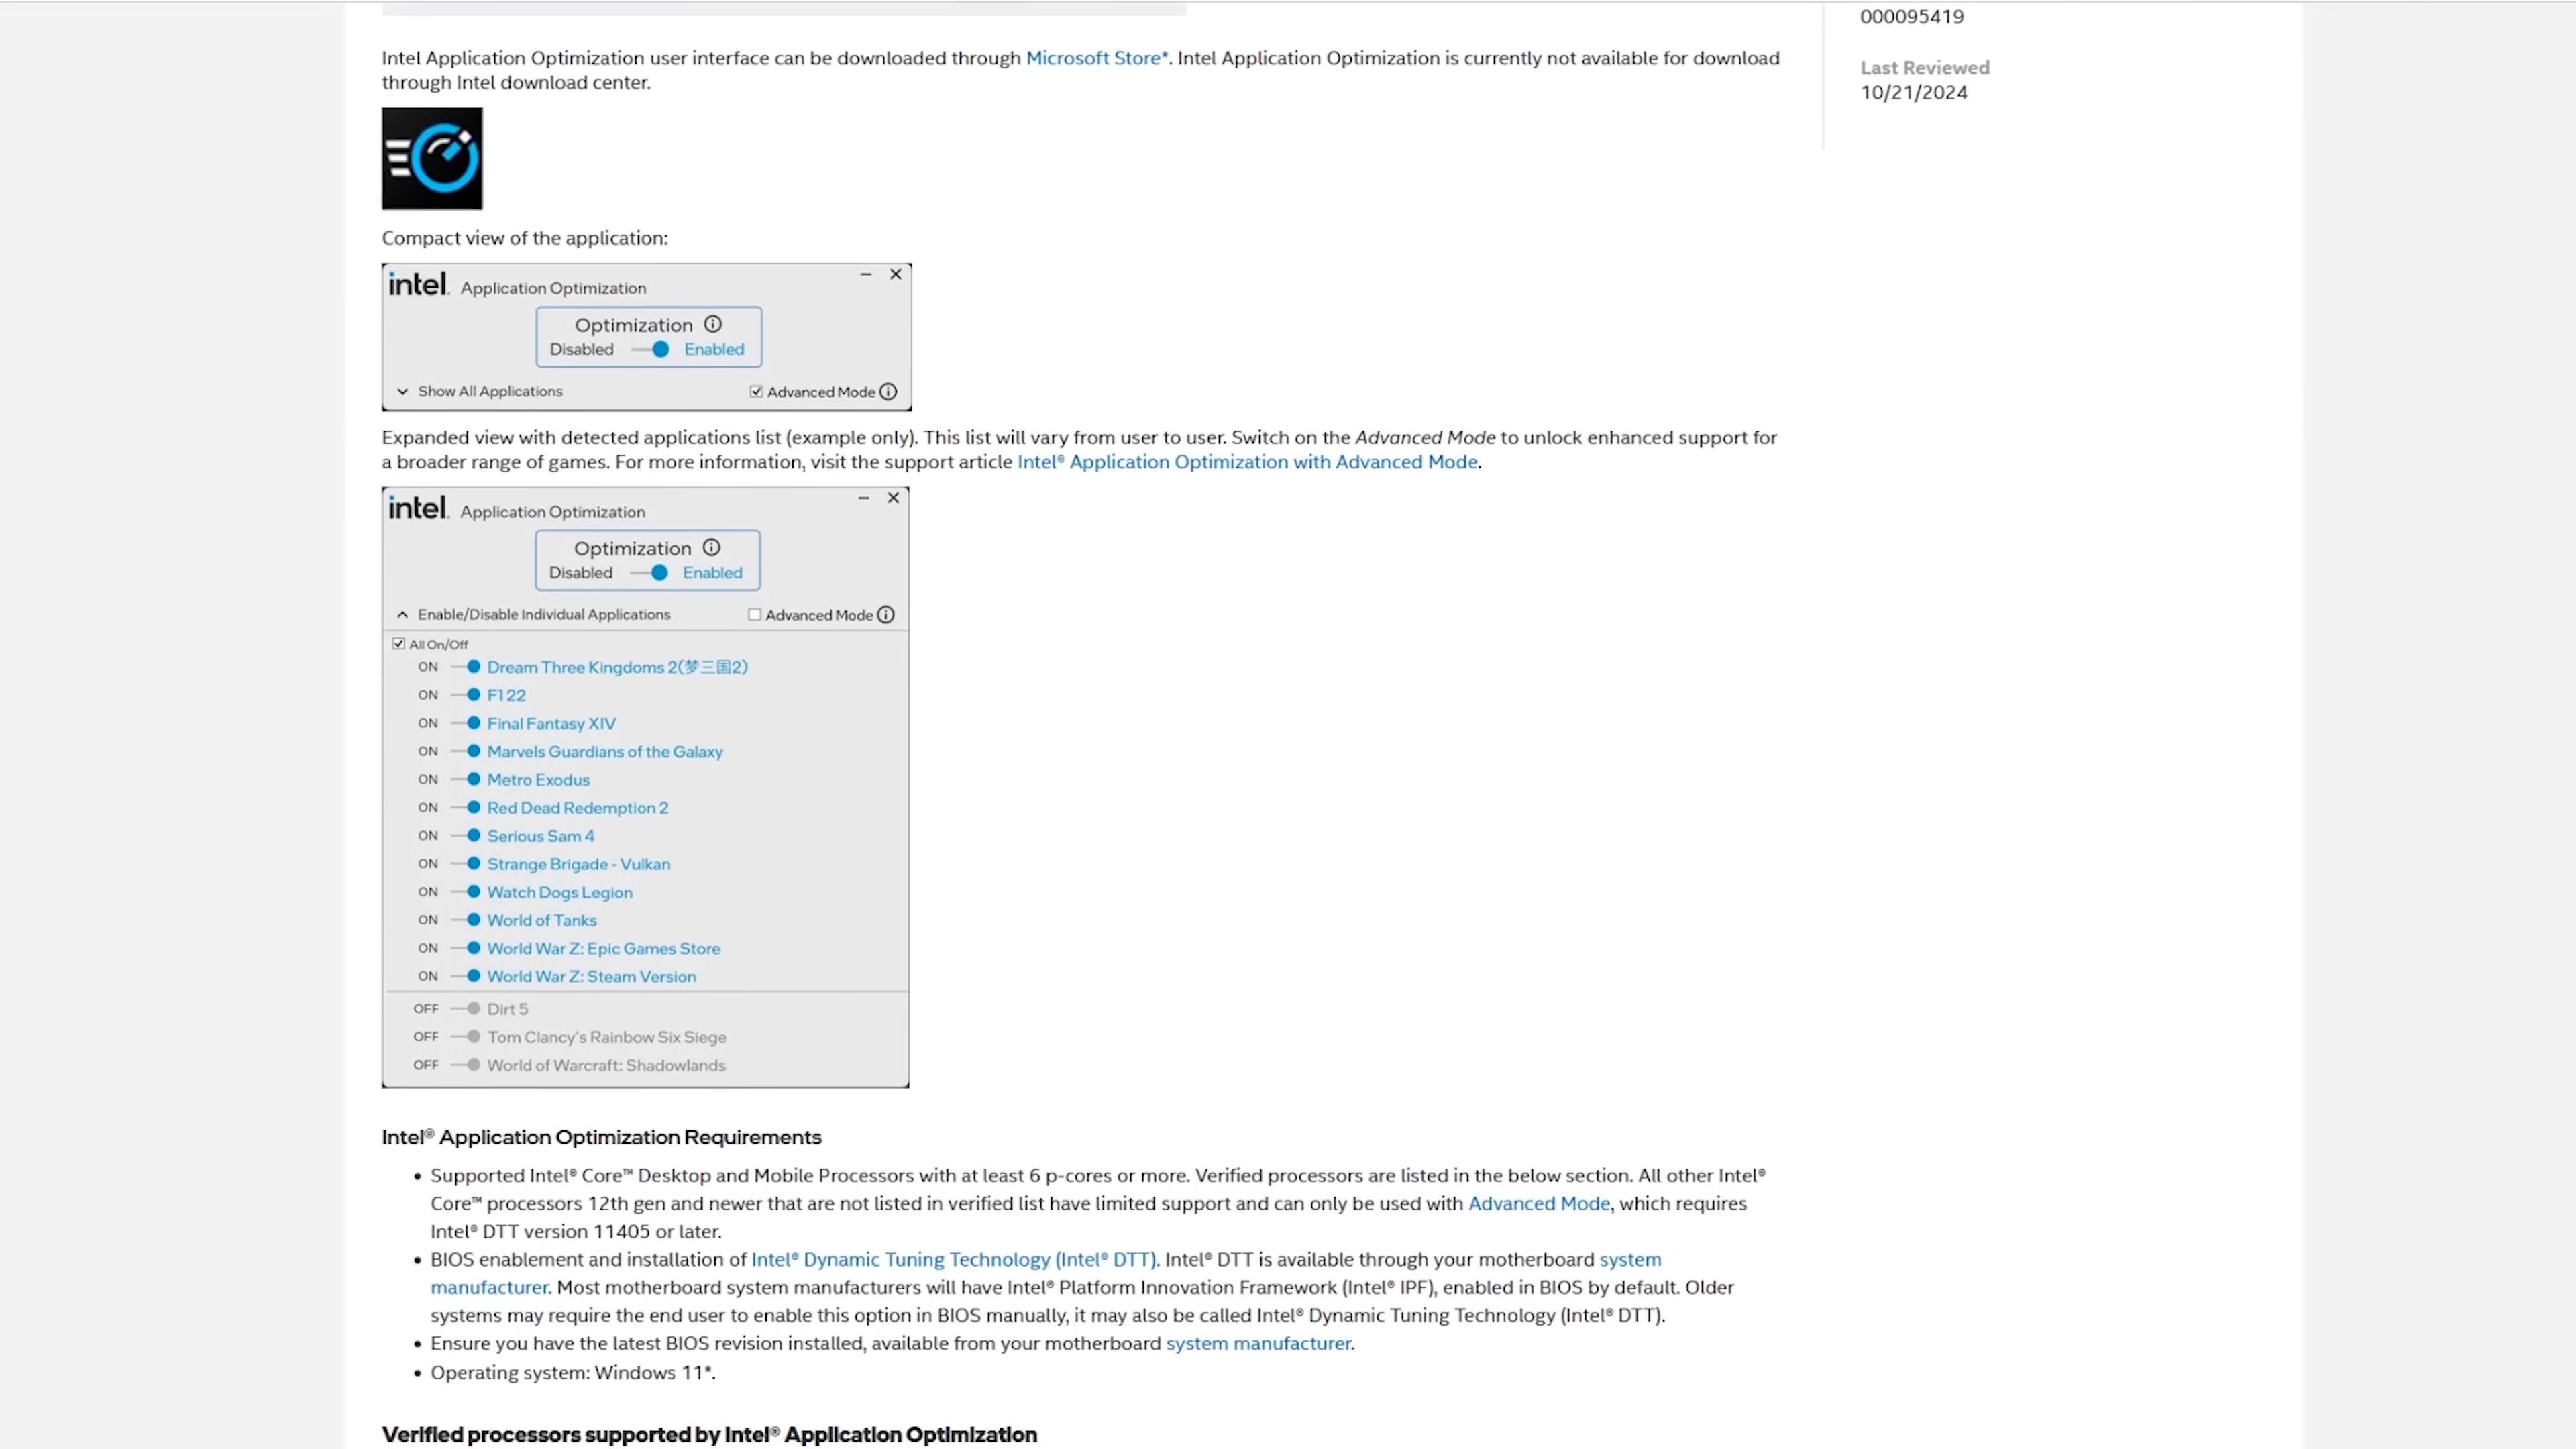 000095419
Intel Application Optimization user interface can be downloaded through Microsoft Store*. Intel Application Optimization is currently not available for download
through Intel download center.
Last Reviewed
10/21/2024
Compact view of the application:
intel. Application Optimization
Optimization
Disabled Enabled
Show All Applications Advanced Mode
Expanded view with detected applications list (example only). This list will vary from user to user. Switch on the Advanced Mode to unlock enhanced support for
a broader range of games. For more information, visit the support article Intel® Application Optimization with Advanced Mode.
intel. Application Optimization
Optimization
Disabled Enabled
Enable/Disable Individual Applications Advanced Mode
All On/Off
ON Dream Three Kingdoms 2(梦三国2)
ON F1 22
ON Final Fantasy XIV
ON Marvels Guardians of the Galaxy
ON Metro Exodus
ON Red Dead Redemption 2
ON Serious Sam 4
ON Strange Brigade - Vulkan
ON Watch Dogs Legion
ON World of Tanks
ON World War Z: Epic Games Store
ON World War Z: Steam Version
OFF Dirt 5
OFF Tom Clancy's Rainbow Six Siege
OFF World of Warcraft: Shadowlands
Intel® Application Optimization Requirements
• Supported Intel® Core™ Desktop and Mobile Processors with at least 6 p-cores or more. Verified processors are listed in the below section. All other Intel®
Core™ processors 12th gen and newer that are not listed in verified list have limited support and can only be used with Advanced Mode, which requires
Intel® DTT version 11405 or later.
• BIOS enablement and installation of Intel® Dynamic Tuning Technology (Intel® DTT). Intel® DTT is available through your motherboard system
manufacturer. Most motherboard system manufacturers will have Intel® Platform Innovation Framework (Intel® IPF), enabled in BIOS by default. Older
systems may require the end user to enable this option in BIOS manually, it may also be called Intel® Dynamic Tuning Technology (Intel® DTT).
• Ensure you have the latest BIOS revision installed, available from your motherboard system manufacturer.
• Operating system: Windows 11*.
Verified processors supported by Intel® Application Optimization